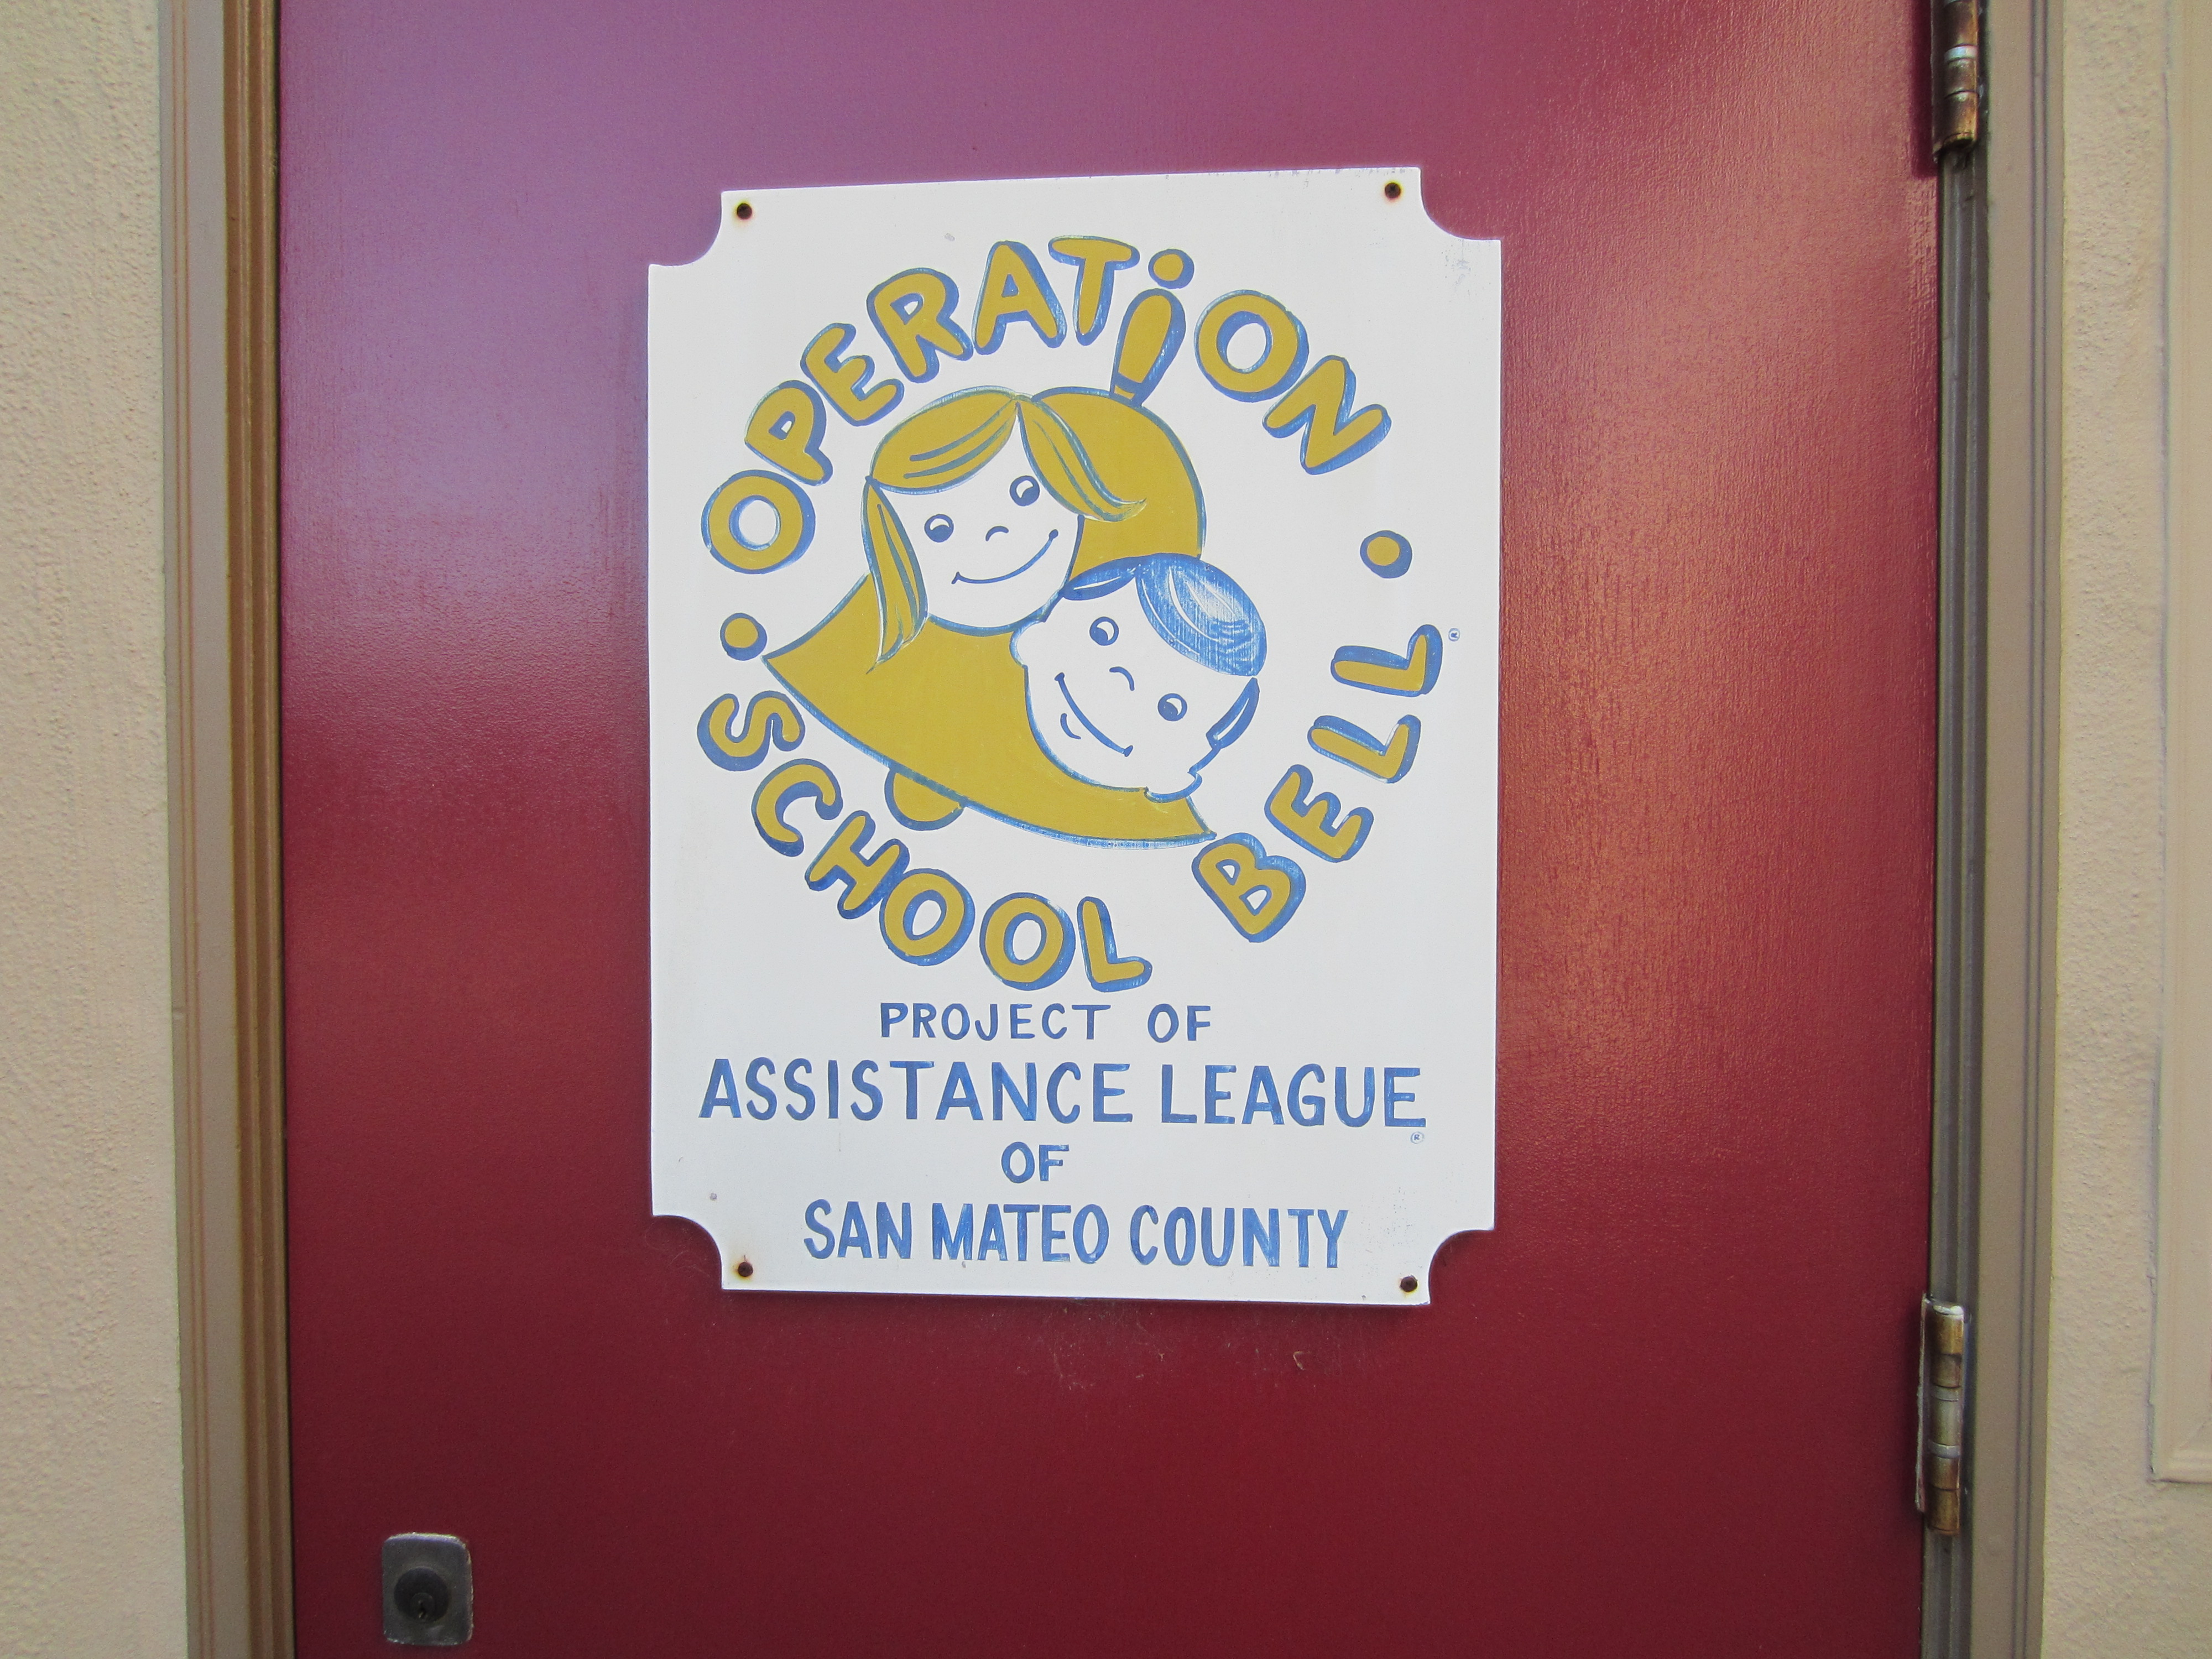 • OPERATION •
SCHOOL BELL ®
PROJECT OF
ASSISTANCE LEAGUE ®
OF
SAN MATEO COUNTY